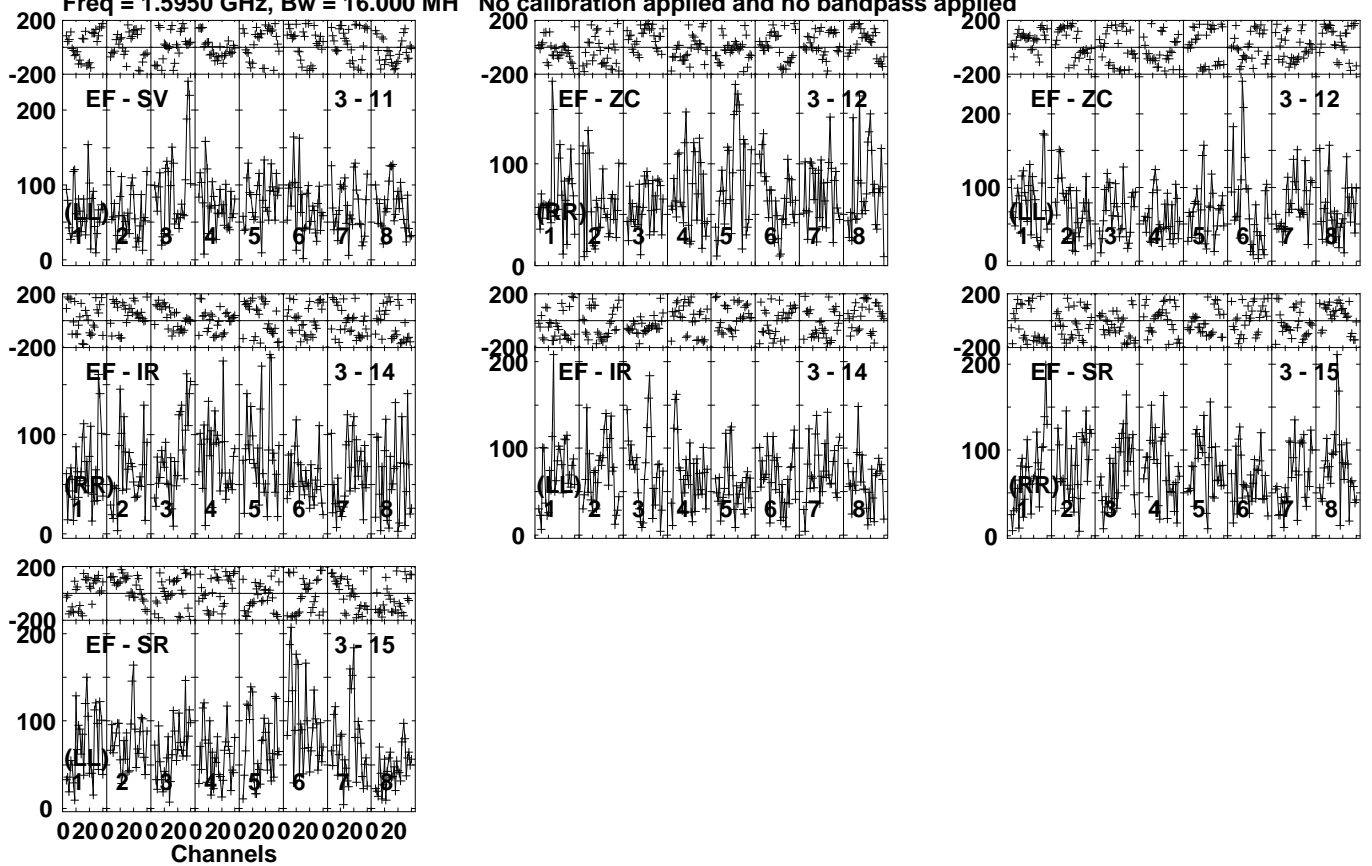 Freq = 1.5950 GHz, Bw = 16.000 MH No calibration applied and no bandpass applied
200
-200
200
100
0
EF - SV 3 - 11
(LL)
1 2 3 4 5 6 7 8
200
-200
100
0
EF - ZC 3 - 12
(RR)
1 2 3 4 5 6 7 8
200
-200
200
100
0
EF - ZC 3 - 12
(LL)
1 2 3 4 5 6 7 8
200
-200
100
0
EF - IR 3 - 14
(RR)
1 2 3 4 5 6 7 8
200
-200
200
100
0
EF - IR 3 - 14
(LL)
1 2 3 4 5 6 7 8
200
-200
200
100
0
EF - SR 3 - 15
(RR)
1 2 3 4 5 6 7 8
200
-200
200
100
0
EF - SR 3 - 15
(LL)
1 2 3 4 5 6 7 8
0 20 0 20 0 20 0 20 0 20 0 20 0 20 0 20
Channels